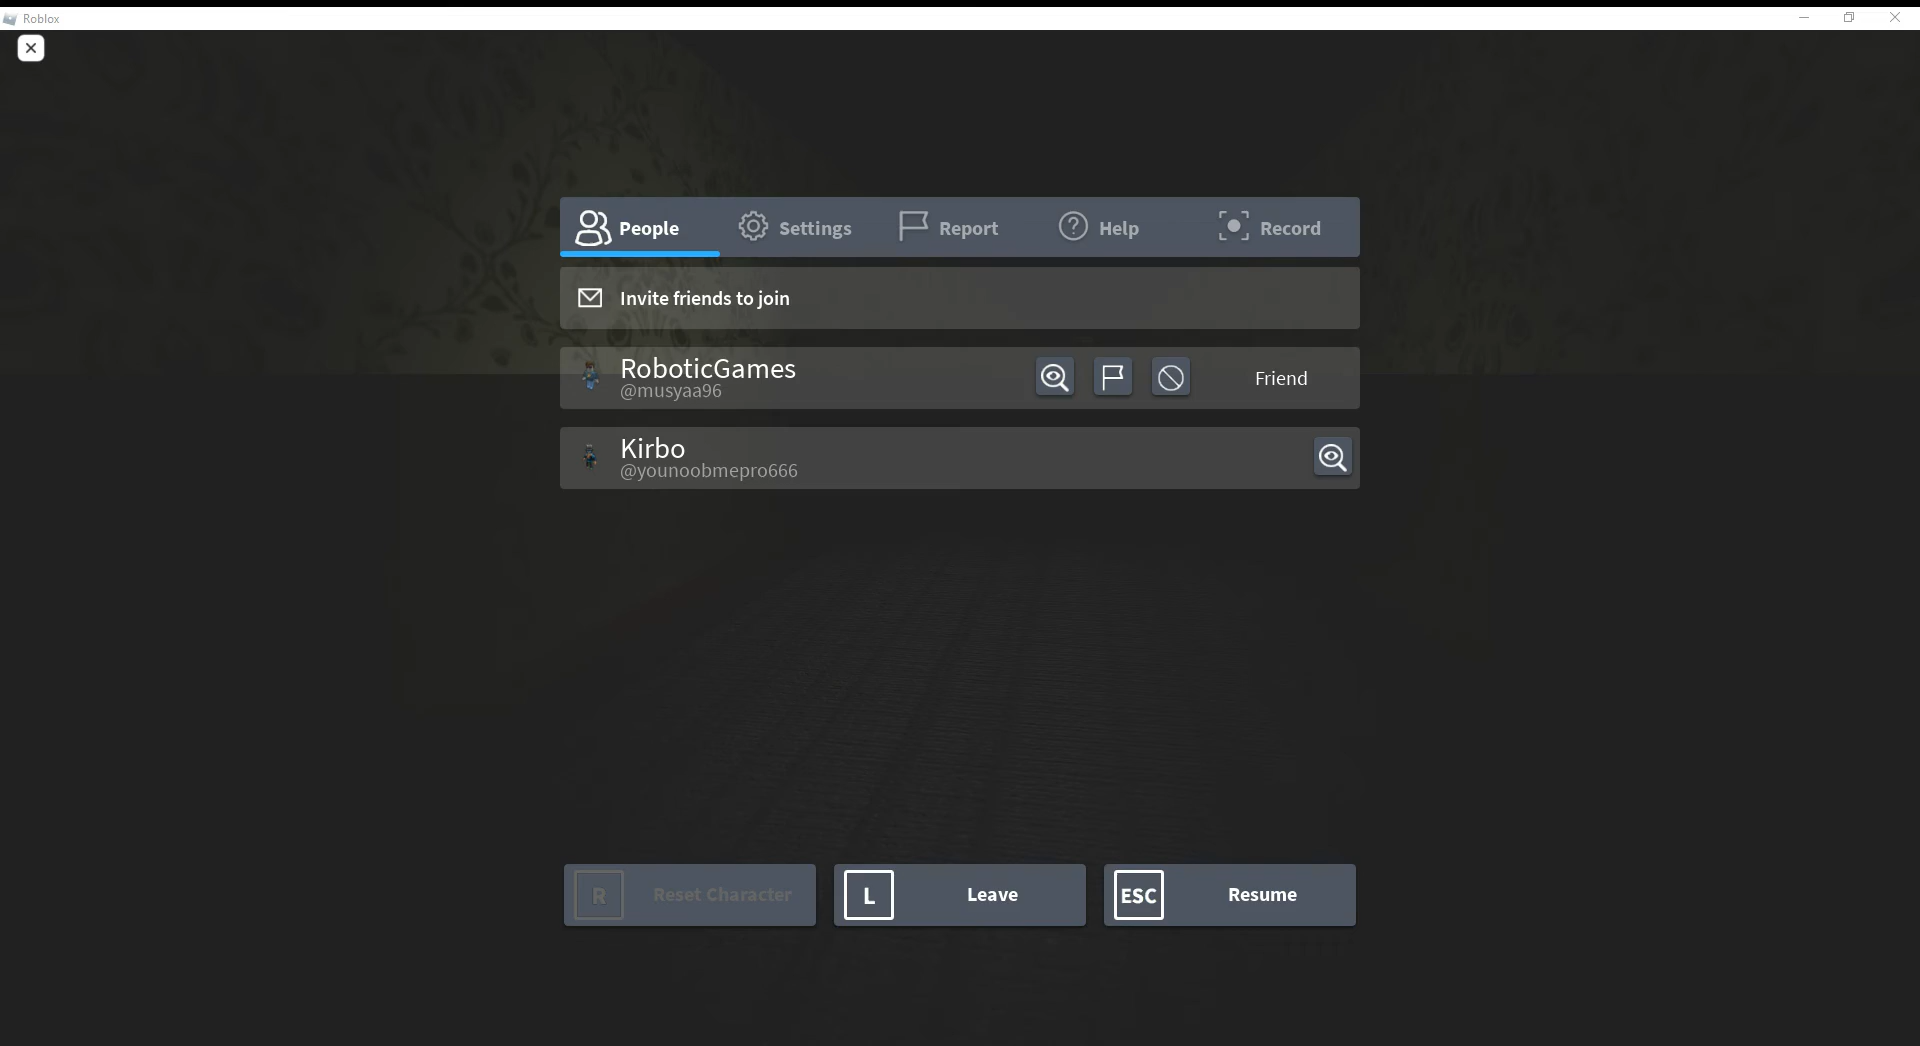 Roblox
People
Settings
Report
Help
Record
Invite friends to join
RoboticGames
@musyaa96
Friend
Kirbo
@younoobmepro666
R
Reset Character
L
Leave
ESC
Resume